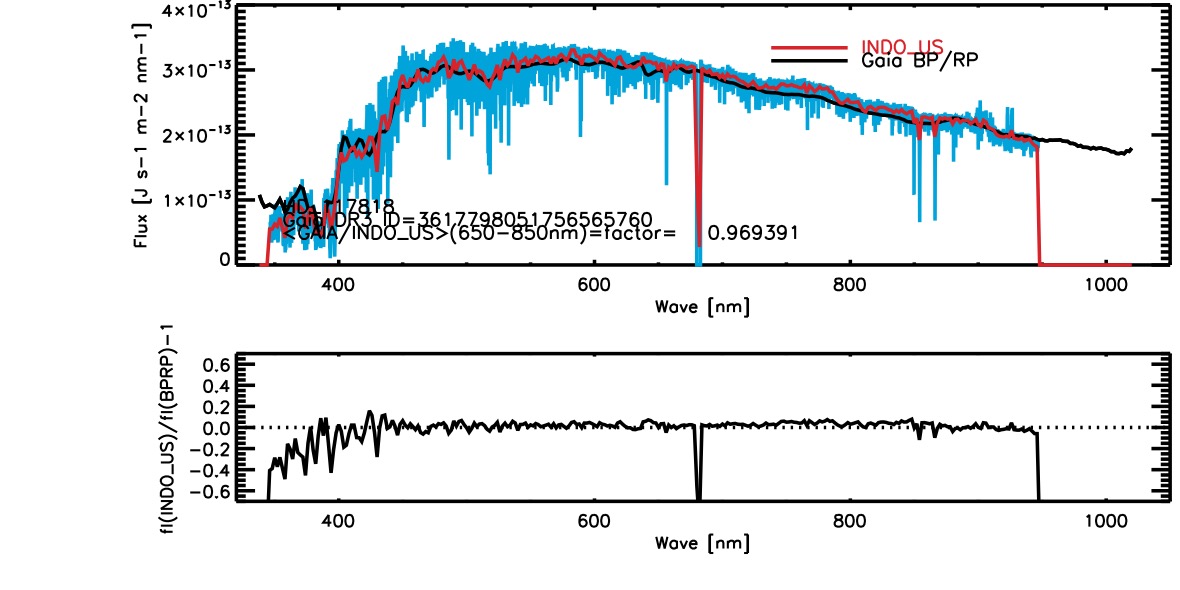 4×10-13
3×10-13
2×10-13
1×10-13
0
Flux [J s-1 m-2 nm-1]
INDO_US
Gaia BP/RP
HD 117818
Gaia DR3 ID=3617798051756565760
<GAIA/INDO_US>(650-850nm)=factor= 0.969391
400 600 800 1000
Wave [nm]
fl(INDO_US)/fl(BPRP)-1
0.6
0.4
0.2
0.0
-0.2
-0.4
-0.6
400 600 800 1000
Wave [nm]